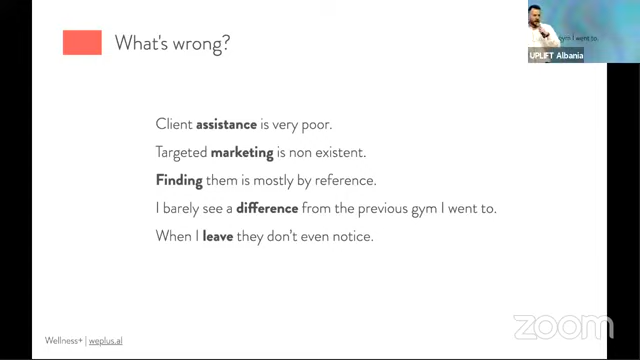 What's wrong?
gym I went to.
UPLIFT Albania
Client assistance is very poor.
Targeted marketing is non existent.
Finding them is mostly by reference.
I barely see a difference from the previous gym I went to.
When I leave they don't even notice.
Wellness+ | weplus.al
zoom